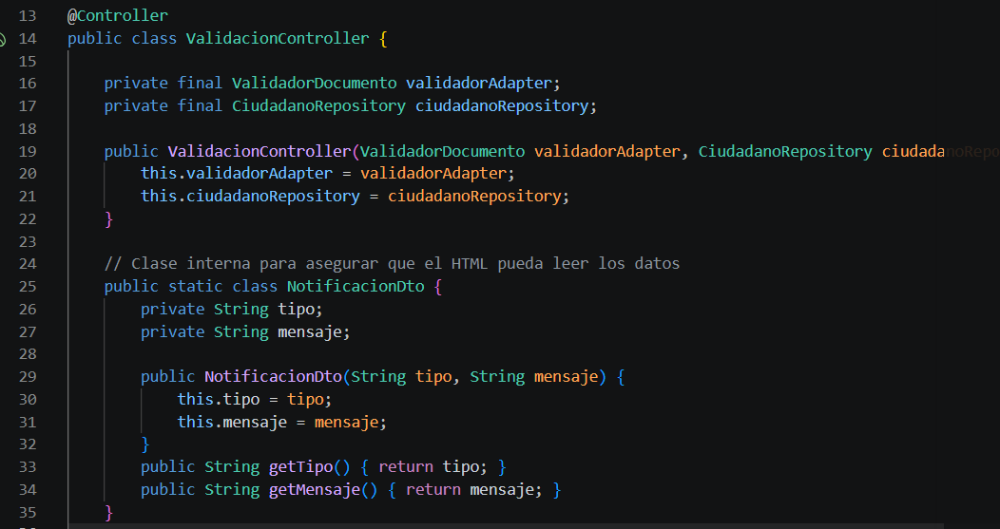 13 @Controller
14 public class ValidacionController {
15
16 private final ValidadorDocumento validadorAdapter;
17 private final CiudadanoRepository ciudadanoRepository;
18
19 public ValidacionController(ValidadorDocumento validadorAdapter, CiudadanoRepository ciudadanoRepo
20 this.validadorAdapter = validadorAdapter;
21 this.ciudadanoRepository = ciudadanoRepository;
22 }
23
24 // Clase interna para asegurar que el HTML pueda leer los datos
25 public static class NotificacionDto {
26 private String tipo;
27 private String mensaje;
28
29 public NotificacionDto(String tipo, String mensaje) {
30 this.tipo = tipo;
31 this.mensaje = mensaje;
32 }
33 public String getTipo() { return tipo; }
34 public String getMensaje() { return mensaje; }
35 }